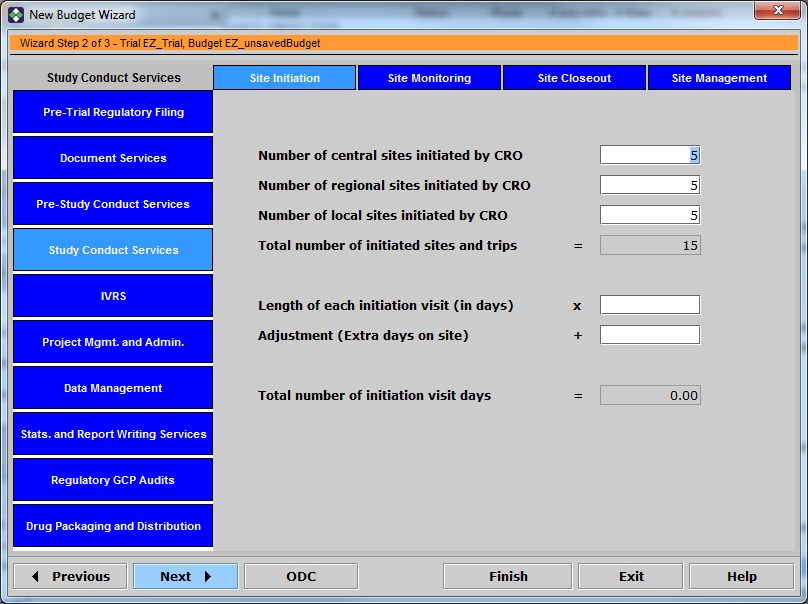 New Budget Wizard
Wizard Step 2 of 3 - Trial EZ_Trial, Budget EZ_unsavedBudget
Study Conduct Services
Site Initiation
Site Monitoring
Site Closeout
Site Management
Pre-Trial Regulatory Filing
Document Services
Pre-Study Conduct Services
Study Conduct Services
IVRS
Project Mgmt. and Admin.
Data Management
Stats. and Report Writing Services
Regulatory GCP Audits
Drug Packaging and Distribution
Number of central sites initiated by CRO 5
Number of regional sites initiated by CRO 5
Number of local sites initiated by CRO 5
Total number of initiated sites and trips = 15
Length of each initiation visit (in days) x
Adjustment (Extra days on site) +
Total number of initiation visit days = 0.00
Previous
Next
ODC
Finish
Exit
Help